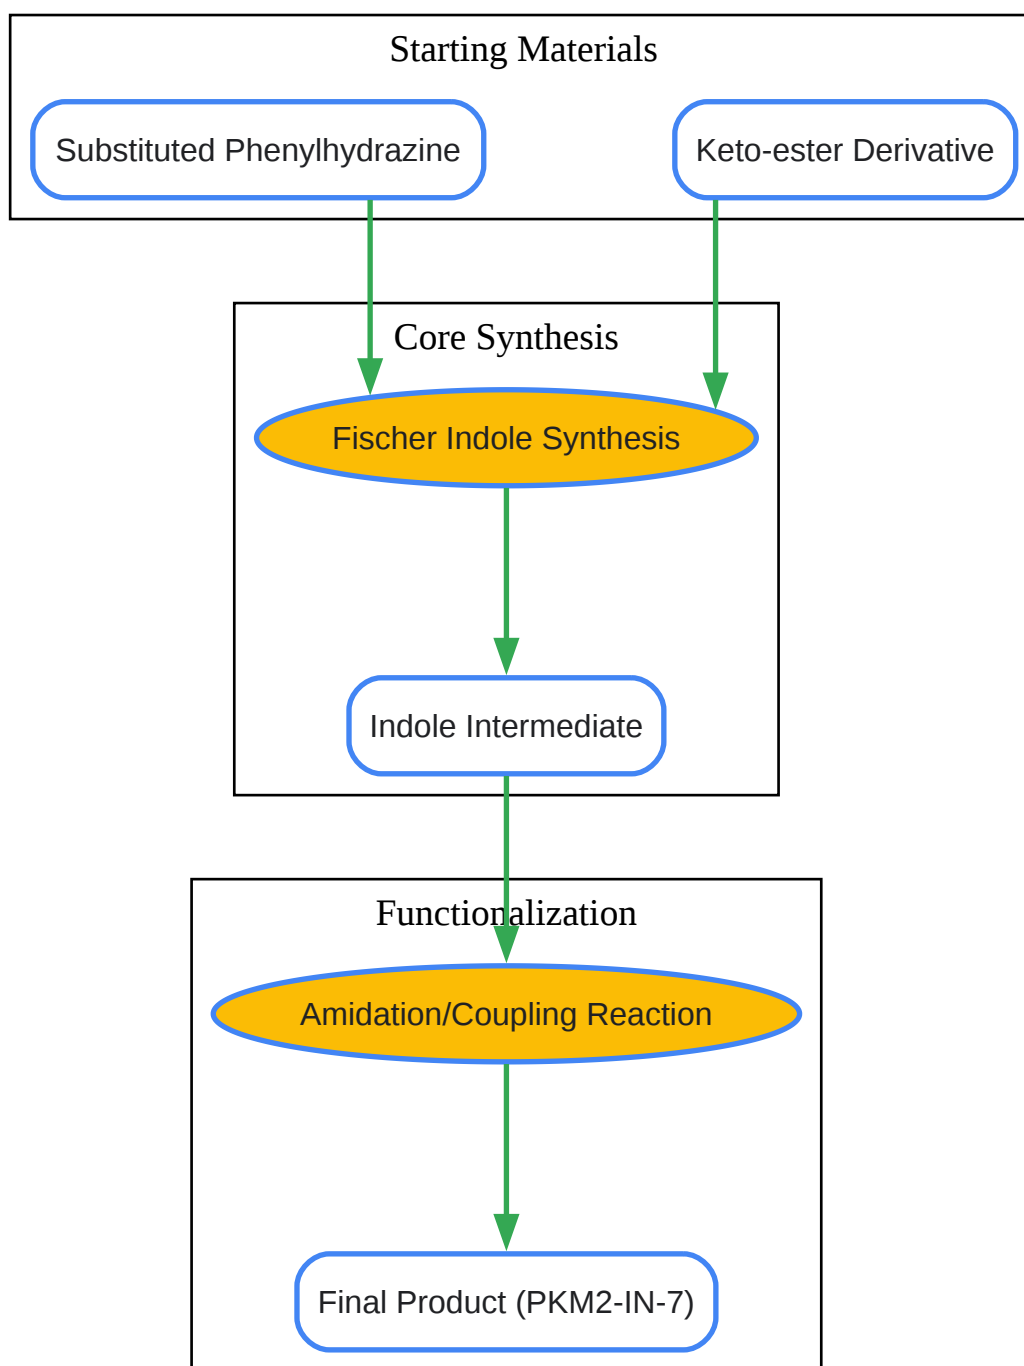 Starting Materials
Substituted Phenylhydrazine
Keto-ester Derivative
Core Synthesis
Fischer Indole Synthesis
Indole Intermediate
Functionalization
Amidation/Coupling Reaction
Final Product (PKM2-IN-7)